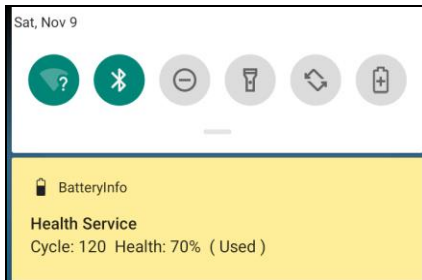 Sat, Nov 9
?
BatteryInfo
Health Service
Cycle: 120 Health: 70% ( Used )